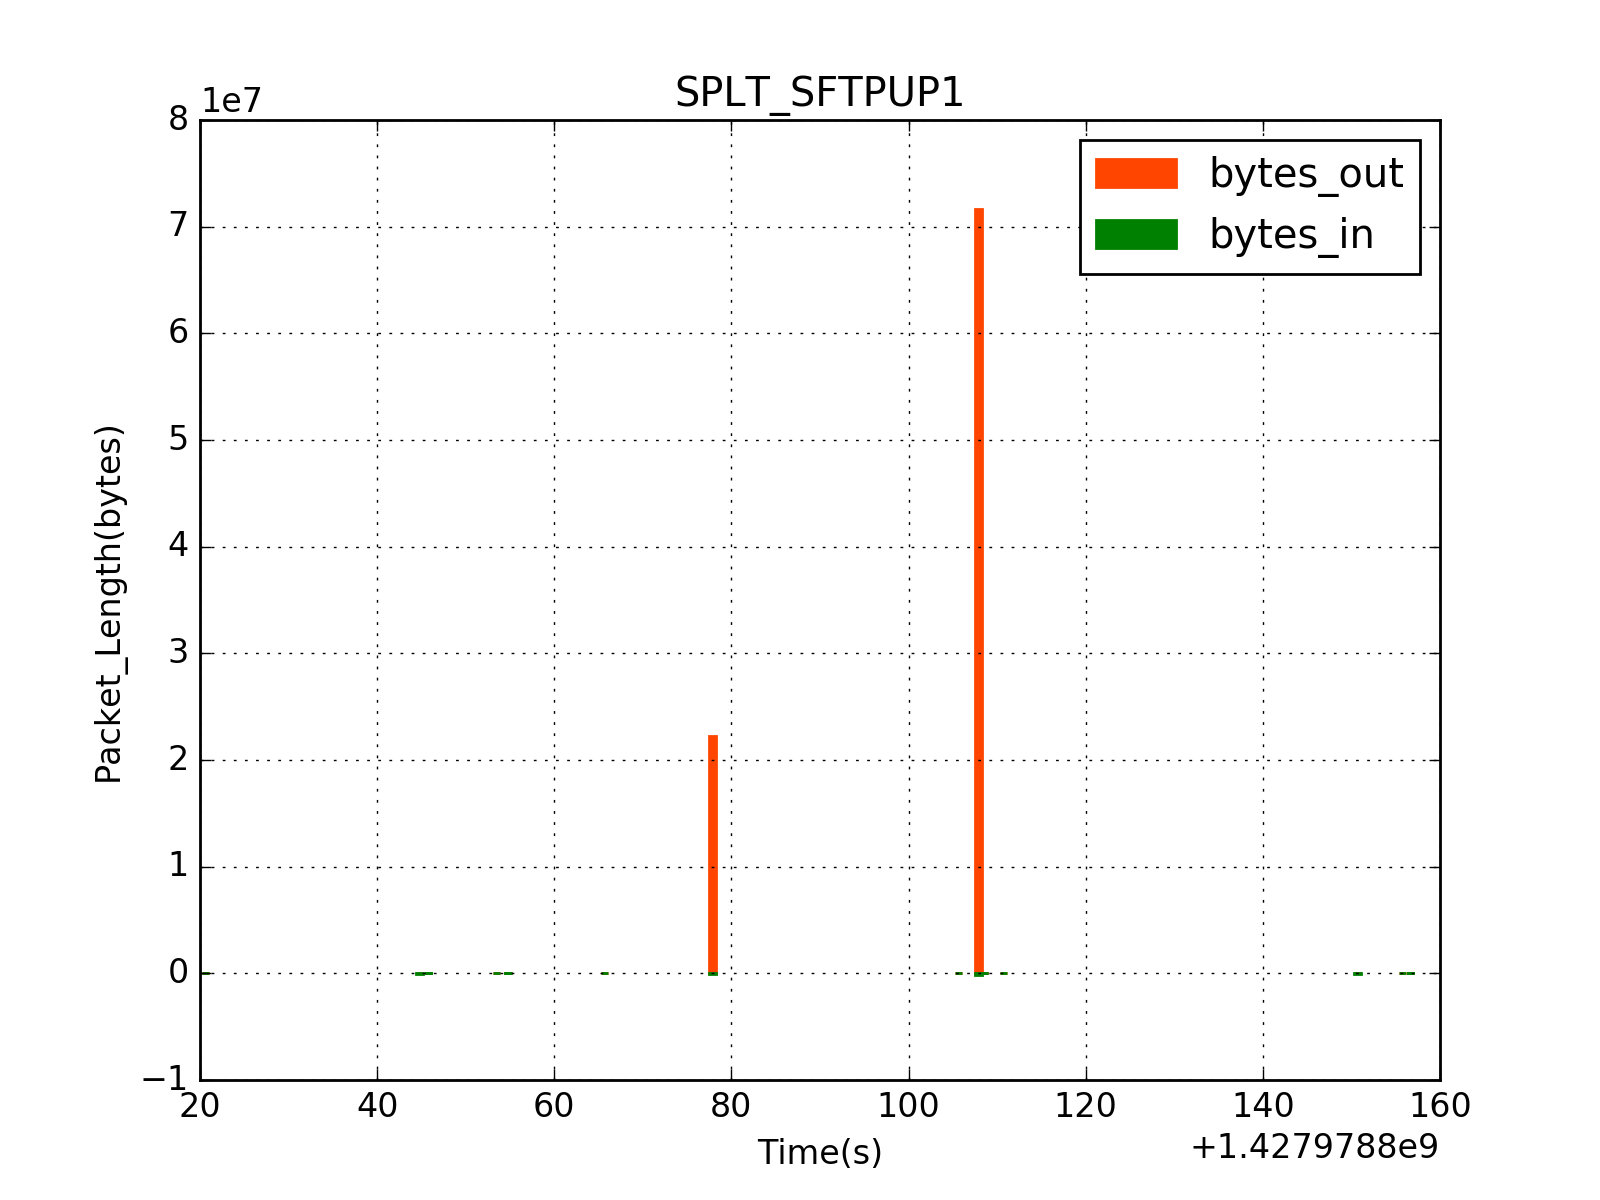 SPLT_SFTPUP1
1e7
bytes_out
bytes_in
8
7
6
5
4
3
2
1
0
−1
Packet_Length(bytes)
20 40 60 80 100 120 140 160
Time(s)
+1.4279788e9